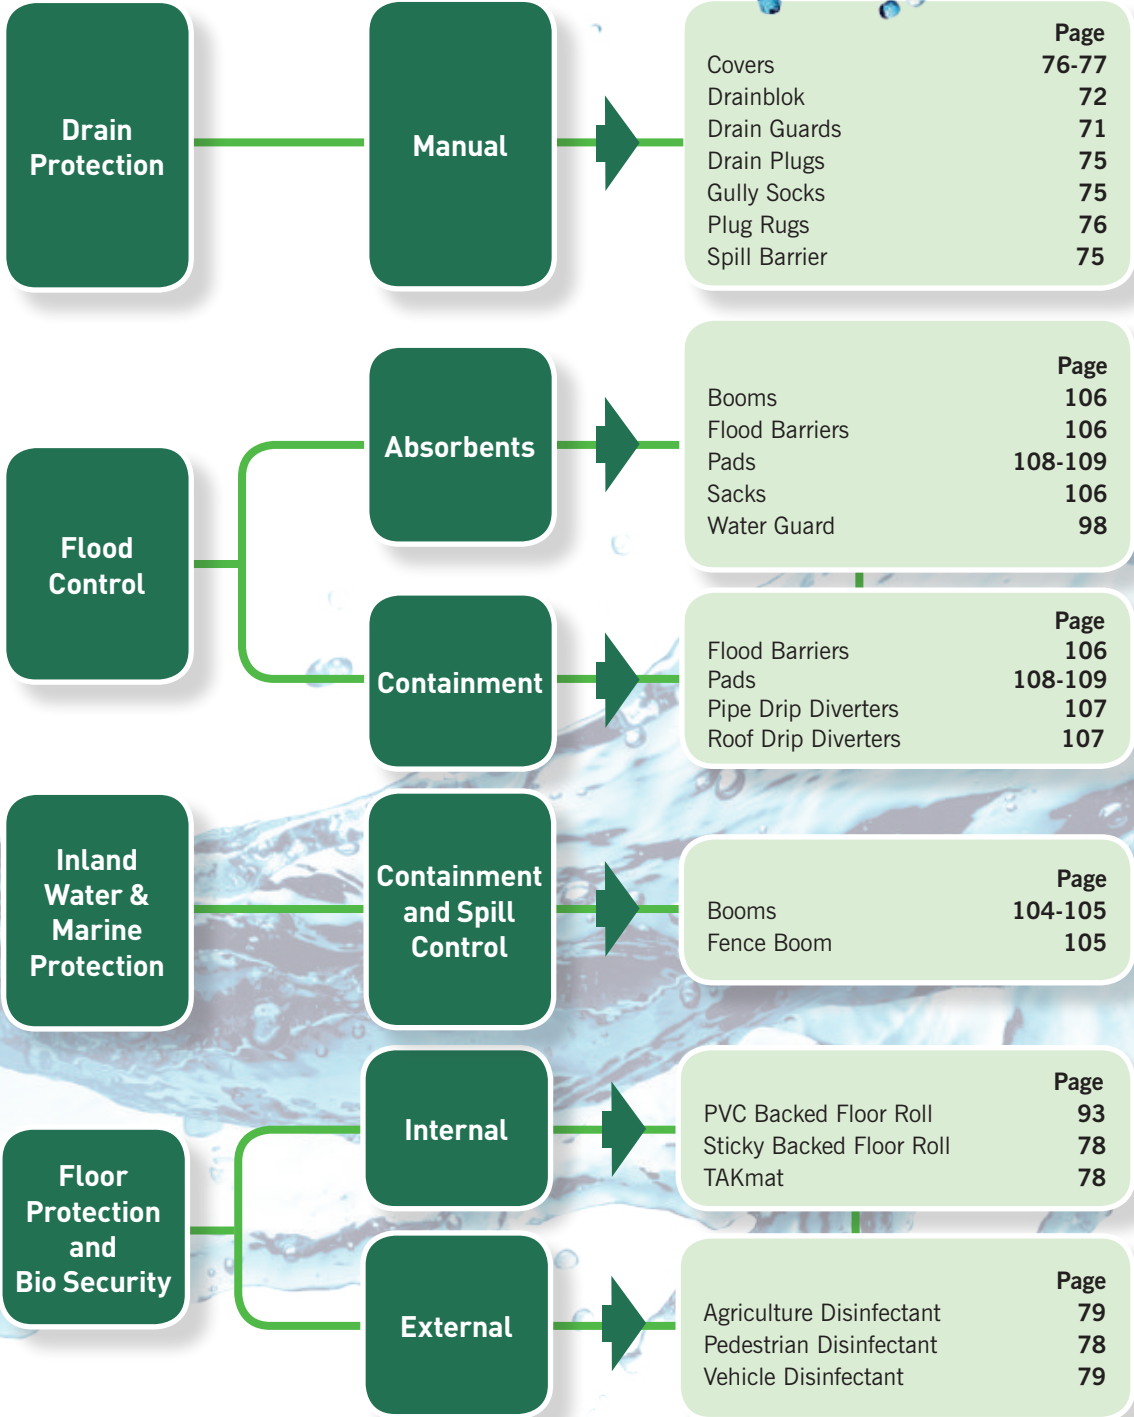 Drain
Protection
Manual
Page
Covers 76-77
Drainblok 72
Drain Guards 71
Drain Plugs 75
Gully Socks 75
Plug Rugs 76
Spill Barrier 75
Flood
Control
Absorbents
Page
Booms 106
Flood Barriers 106
Pads 108-109
Sacks 106
Water Guard 98
Containment
Page
Flood Barriers 106
Pads 108-109
Pipe Drip Diverters 107
Roof Drip Diverters 107
Inland
Water &
Marine
Protection
Containment
and Spill
Control
Page
Booms 104-105
Fence Boom 105
Floor
Protection
and
Bio Security
Internal
Page
PVC Backed Floor Roll 93
Sticky Backed Floor Roll 78
TAKmat 78
External
Page
Agriculture Disinfectant 79
Pedestrian Disinfectant 78
Vehicle Disinfectant 79